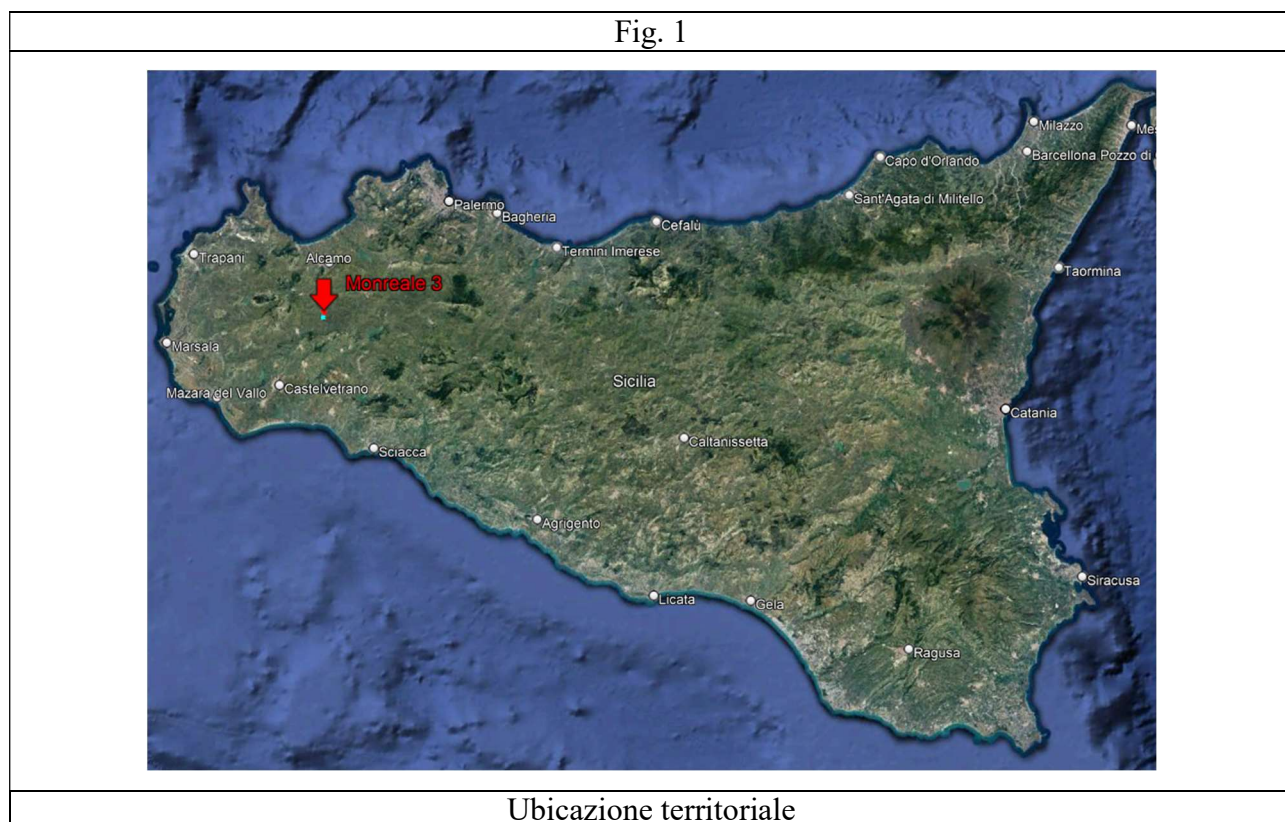 Fig. 1
Milazzo
Mes
Capo d'Orlando
Barcellona Pozzo di
Sant'Agata di Militello
Palermo
Bagheria
Cefalù
Termini Imerese
Trapani
Alcamo
Taormina
Monreale 3
Marsala
Mazara del Vallo
Castelvetrano
Sicilia
Catania
Caltanissetta
Sciacca
Agrigento
Siracusa
Licata
Gela
Ragusa
Ubicazione territoriale